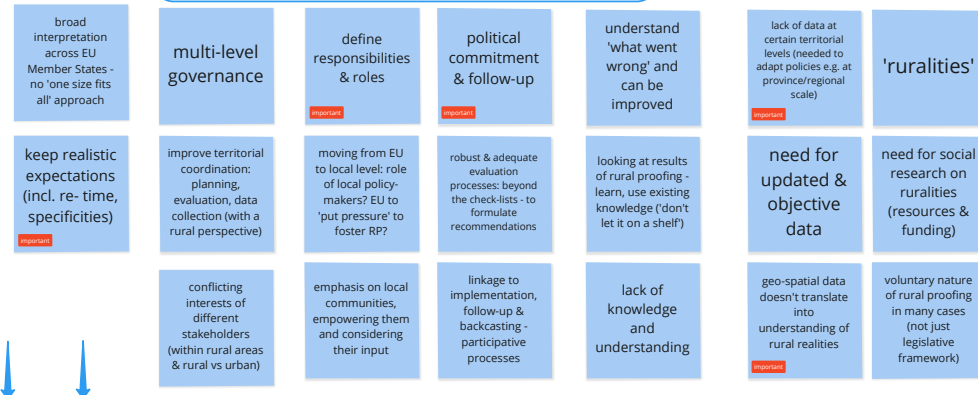 broad
interpretation
across EU
Member States -
no 'one size fits
all' approach
multi-level
governance
define
responsibilities
& roles
important
political
commitment
& follow-up
important
understand
'what went
wrong' and
can be
improved
lack of data at
certain territorial
levels (needed to
adapt policies e.g. at
province/regional
scale)
important
'ruralities'
keep realistic
expectations
(incl. re- time,
specificities)
important
improve territorial
coordination:
planning,
evaluation, data
collection (with a
rural perspective)
moving from EU
to local level: role
of local policy-
makers? EU to
'put pressure' to
foster RP?
robust & adequate
evaluation
processes: beyond
the check-lists - to
formulate
recommendations
looking at results
of rural proofing -
learn, use existing
knowledge ('don't
let it on a shelf')
need for
updated &
objective
data
need for social
research on
ruralities
(resources &
funding)
conflicting
interests of
different
stakeholders
(within rural areas
& rural vs urban)
emphasis on local
communities,
empowering them
and considering
their input
linkage to
implementation,
follow-up &
backcasting -
participative
processes
lack of
knowledge
and
understanding
geo-spatial data
doesn't translate
into
understanding of
rural realities
important
voluntary nature
of rural proofing
in many cases
(not just
legislative
framework)